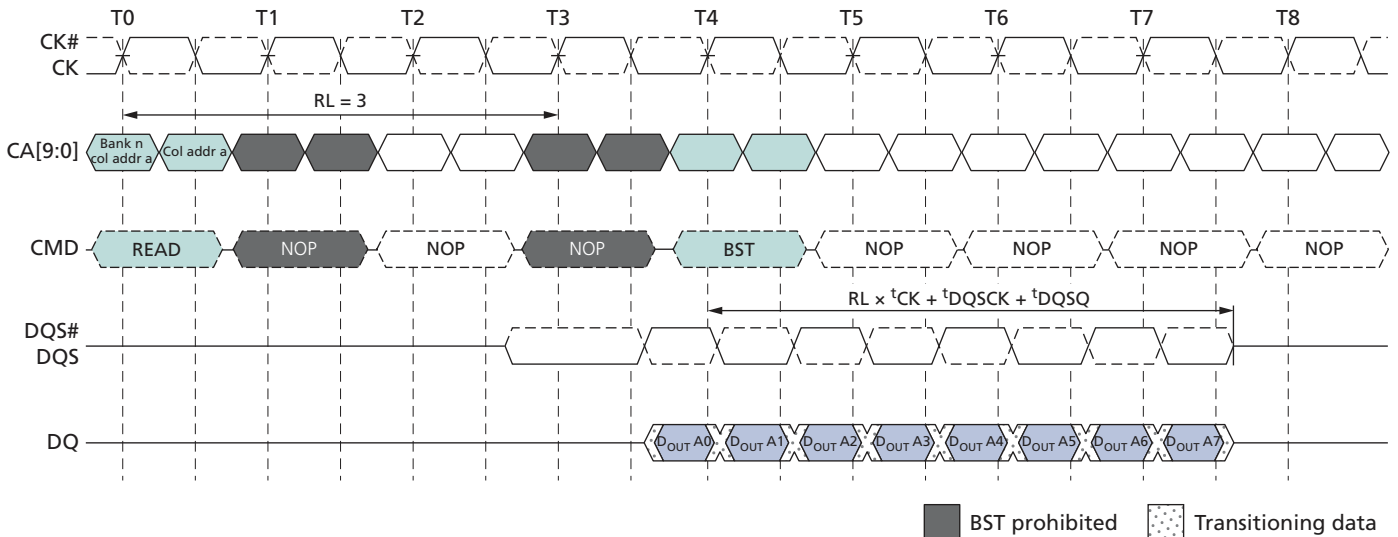 T0 T1 T2 T3 T4 T5 T6 T7 T8
CK#
CK
RL = 3
CA[9:0]
Bank n
col addr a
Col addr a
CMD READ NOP NOP NOP BST NOP NOP NOP NOP
RL × tCK + tDQSCK + tDQSQ
DQS#
DQS
DQ DOUT A0 DOUT A1 DOUT A2 DOUT A3 DOUT A4 DOUT A5 DOUT A6 DOUT A7
BST prohibited Transitioning data